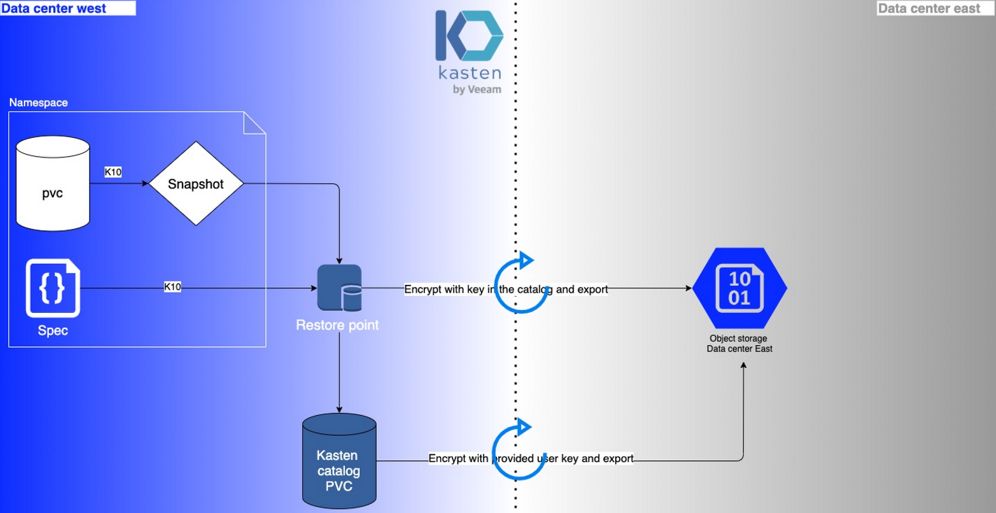 Data center west
Data center east
kasten
by Veeam
Namespace
pvc
K10
Snapshot
{}
Spec
K10
Restore point
Encrypt with key in the catalog and export
10
01
Object storage
Data center East
Kasten
catalog
PVC
Encrypt with provided user key and export